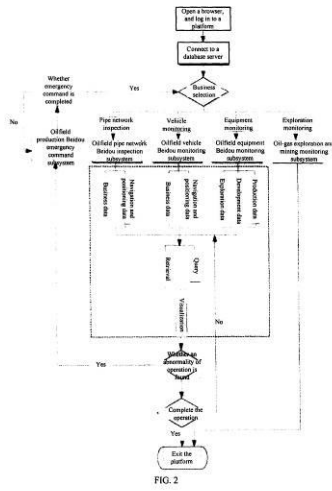 Open a browser,
and log in to a
platform
Connect to a
database server
Business
selection
Whether
emergency
command is
completed
Yes
No
Oilfield
production Beidou
emergency
command
subsystem
Pipe network
inspection
Vehicle
monitoring
Equipment
monitoring
Exploration
monitoring
Oilfield pipe network
Beidou inspection
subsystem
Oilfield vehicle
Beidou monitoring
subsystem
Oilfield equipment
Beidou monitoring
subsystem
Oil-gas exploration
mining monitoring
subsystem
Business data
Navigation and
positioning data
Business data
Navigation and
positioning data
Exploration data
Development data
Production data
Retrieval
Query
Visualization
No
Whether an
abnormality of
operation is
found
Yes
Complete the
operation
Yes
Exit the
platform
FIG. 2